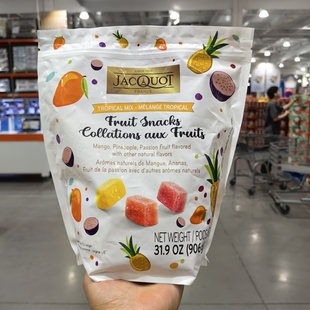 JACQUOT
TROPICAL MIX - MÉLANGE TROPICAL
Fruit Snacks
Collations aux Fruits
Mango, Pineapple, Passion Fruit flavored
with other natural flavors
Arômes naturels de Mangue, Ananas,
Fruit de la passion avec d'autres arômes naturels
NET WEIGHT / POIDS
31.9 OZ (906